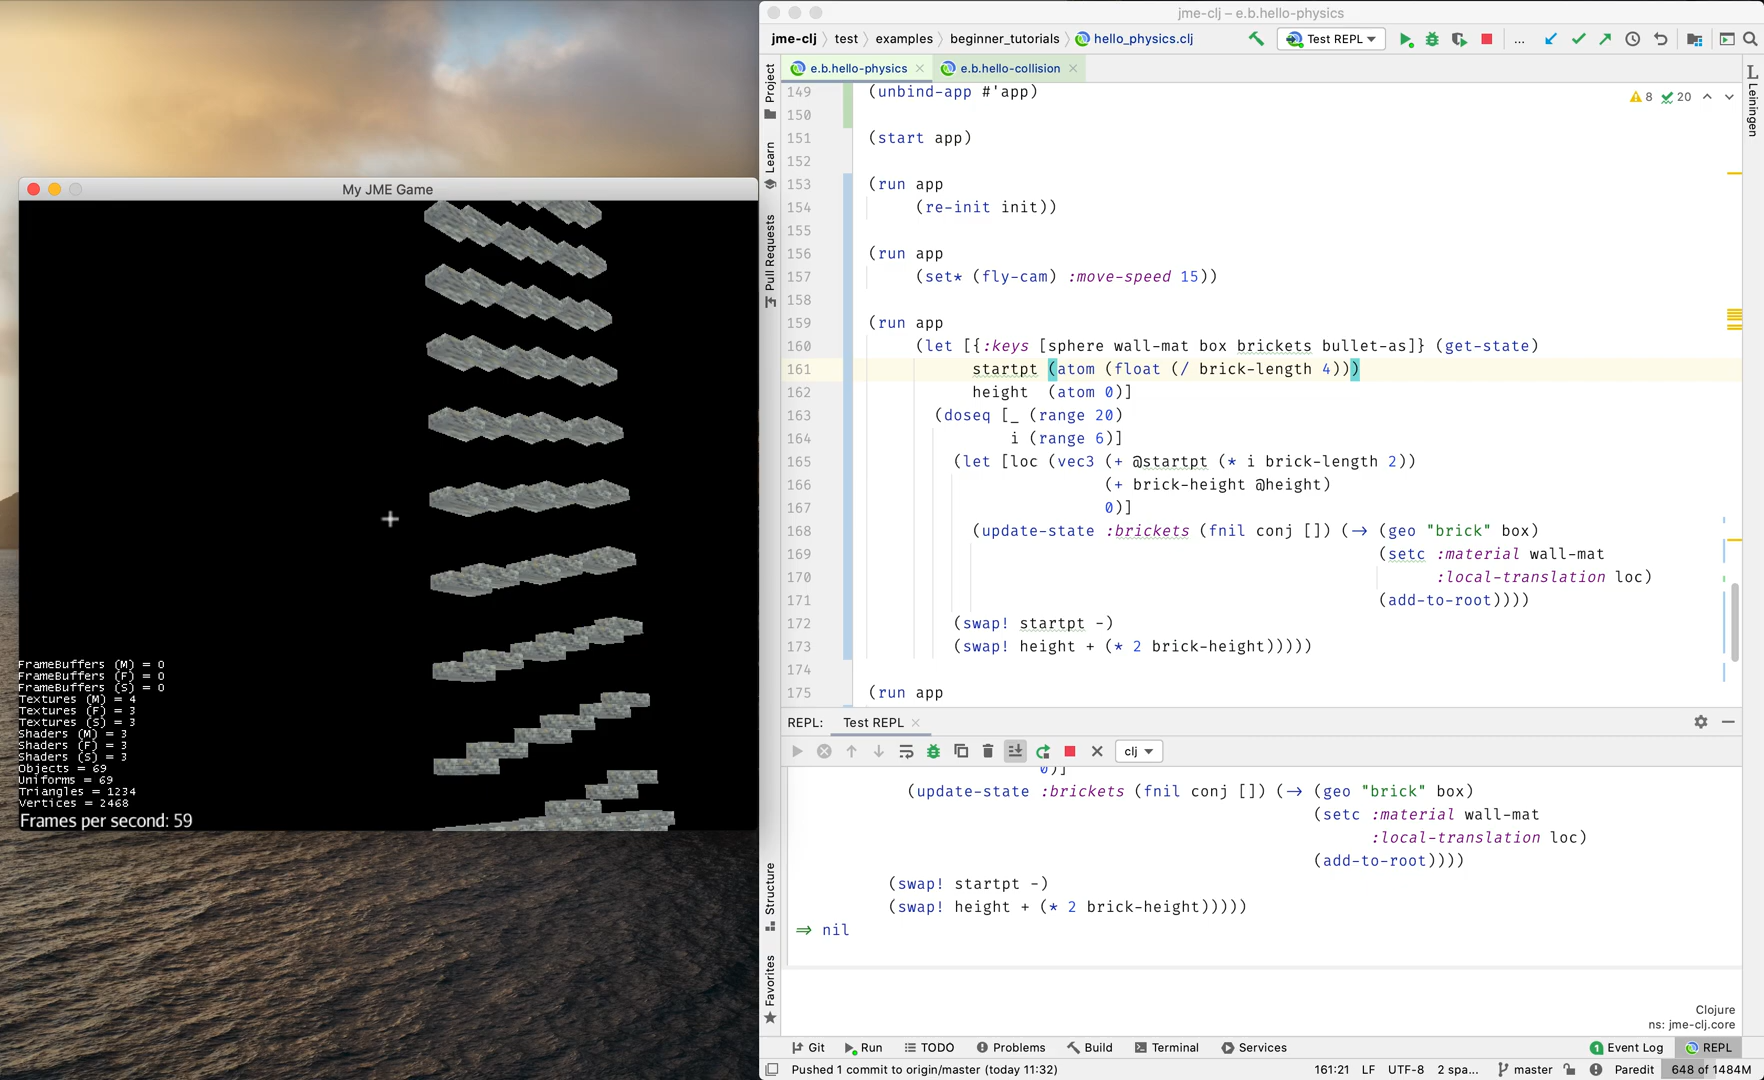 My JME Game
FrameBuffers (M) = 0
FrameBuffers (F) = 0
FrameBuffers (S) = 0
Textures (M) = 4
Textures (F) = 3
Textures (S) = 3
Shaders (M) = 3
Shaders (F) = 3
Shaders (S) = 3
Objects = 69
Uniforms = 69
Triangles = 1234
Vertices = 2468
Frames per second: 59
jme-clj – e.b.hello-physics
jme-clj test examples beginner_tutorials hello_physics.clj
Test REPL
...
e.b.hello-physics
e.b.hello-collision
Project
Learn
Pull Requests
Structure
Favorites
Leiningen
8 20
149 (unbind-app #'app)
150
151 (start app)
152
153 (run app
154 (re-init init))
155
156 (run app
157 (set* (fly-cam) :move-speed 15))
158
159 (run app
160 (let [{:keys [sphere wall-mat box brickets bullet-as]} (get-state)
161 startpt (atom (float (/ brick-length 4)))
162 height (atom 0)]
163 (doseq [_ (range 20)
164 i (range 6)]
165 (let [loc (vec3 (+ @startpt (* i brick-length 2))
166 (+ brick-height @height)
167 0)]
168 (update-state :brickets (fnil conj []) (-> (geo "brick" box)
169 (setc :material wall-mat
170 :local-translation loc)
171 (add-to-root))))
172 (swap! startpt -)
173 (swap! height + (* 2 brick-height)))))
174
175 (run app
REPL: Test REPL
clj
0)]
(update-state :brickets (fnil conj []) (-> (geo "brick" box)
(setc :material wall-mat
:local-translation loc)
(add-to-root))))
(swap! startpt -)
(swap! height + (* 2 brick-height)))))
=> nil
Clojure
ns: jme-clj.core
Git Run TODO Problems Build Terminal Services
1 Event Log REPL
Pushed 1 commit to origin/master (today 11:32)
161:21 LF UTF-8 2 spa... master Paredit 648 of 1484M